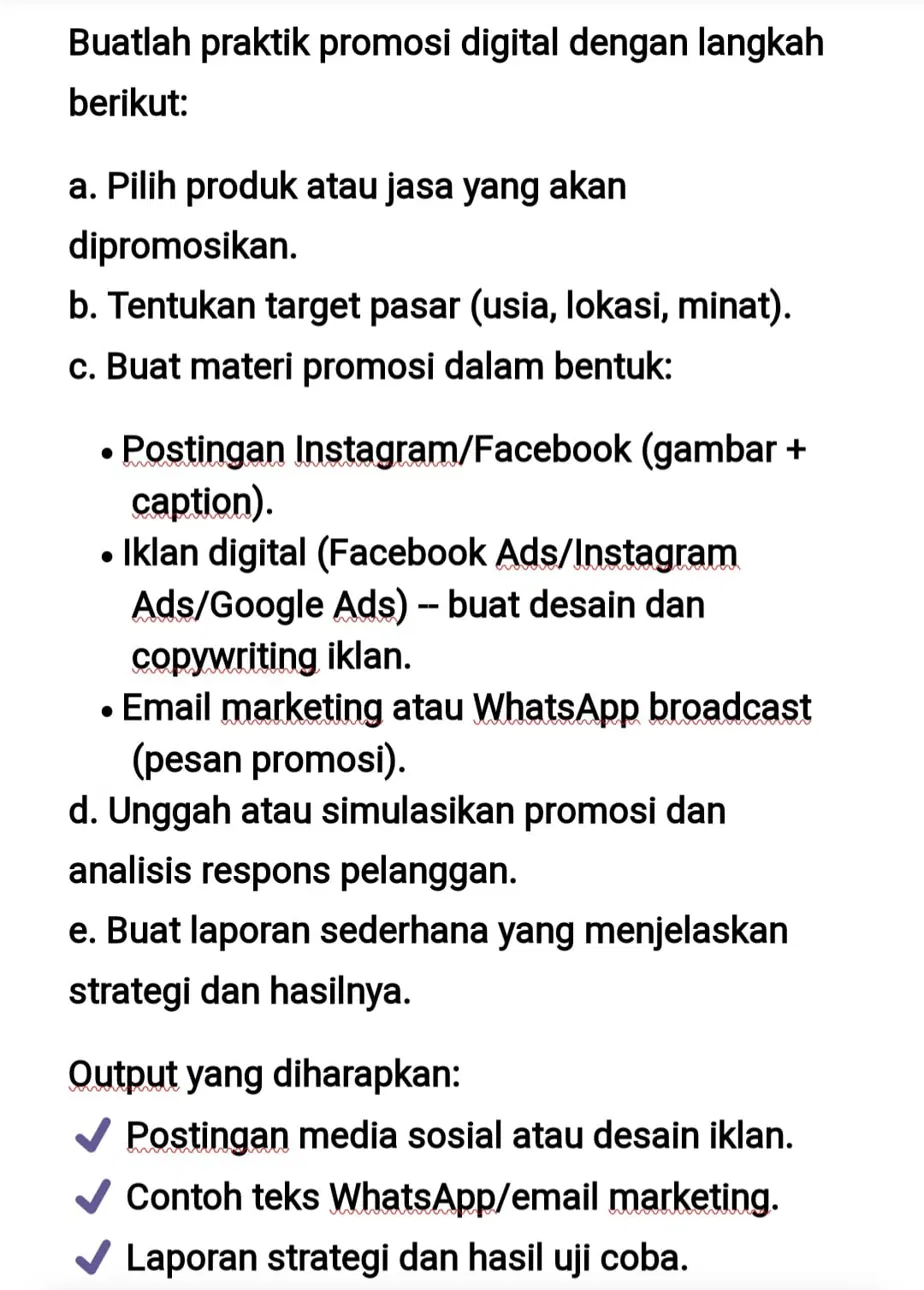 Buatlah praktik promosi digital dengan langkah
berikut:
a. Pilih produk atau jasa yang akan
dipromosikan.
b. Tentukan target pasar (usia, lokasi, minat).
c. Buat materi promosi dalam bentuk:
• Postingan Instagram/Facebook (gambar +
caption).
• Iklan digital (Facebook Ads/Instagram
Ads/Google Ads) -- buat desain dan
copywriting iklan.
• Email marketing atau WhatsApp broadcast
(pesan promosi).
d. Unggah atau simulasikan promosi dan
analisis respons pelanggan.
e. Buat laporan sederhana yang menjelaskan
strategi dan hasilnya.
Output yang diharapkan:
✔ Postingan media sosial atau desain iklan.
✔ Contoh teks WhatsApp/email marketing.
✔ Laporan strategi dan hasil uji coba.